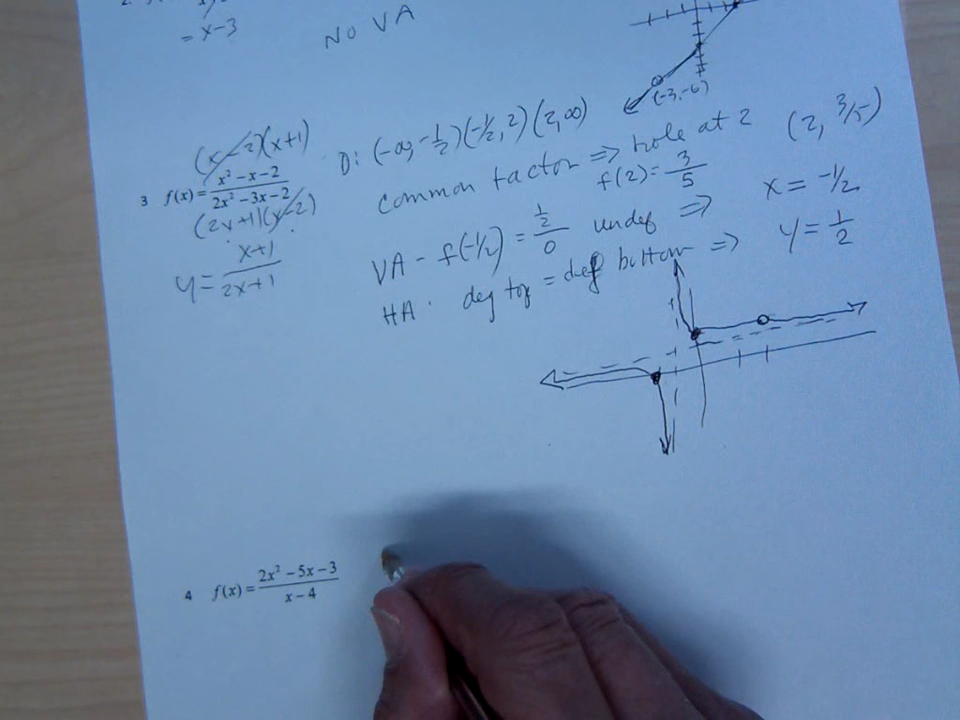 = x-3
NO VA
(-3,-6)
(x-2)(x+1)
3 f(x) = x² - x - 2 / 2x² - 3x - 2
(2x+1)(x-2)
y = x+1 / 2x+1
D: (-∞, -½)(-½, 2)(2, ∞)
common factor ⇒ hole at 2 (2, 3/5)
f(2) = 3/5
VA - f(-½) = ½ / 0 undef ⇒ x = -½
HA. deg top = deg bottom ⇒ y = ½
4 f(x) = 2x² - 5x - 3 / x - 4